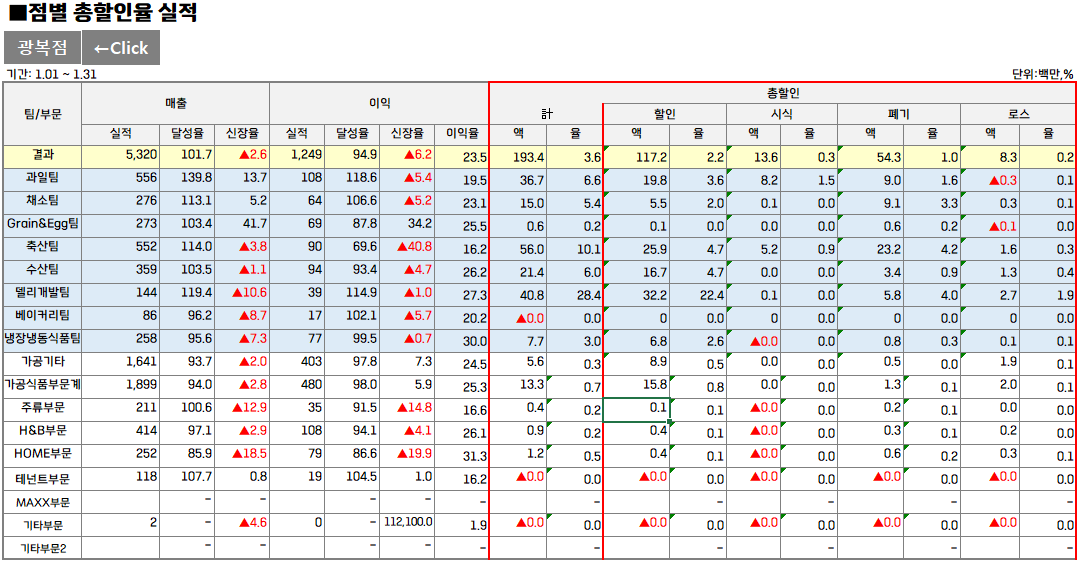 ■점별 총할인율 실적
광복점 ←Click
기간: 1.01 ~ 1.31 단위:백만,%
팀/부문 매출 이익 총할인
計 할인 시식 폐기 로스
실적 달성율 신장율 실적 달성율 신장율 이익율 액 율 액 율 액 율 액 율 액 율
결과 5,320 101.7 ▲2.6 1,249 94.9 ▲6.2 23.5 193.4 3.6 117.2 2.2 13.6 0.3 54.3 1.0 8.3 0.2
과일팀 556 139.8 13.7 108 118.6 ▲5.4 19.5 36.7 6.6 19.8 3.6 8.2 1.5 9.0 1.6 ▲0.3 0.1
채소팀 276 113.1 5.2 64 106.6 ▲5.2 23.1 15.0 5.4 5.5 2.0 0.1 0.0 9.1 3.3 0.3 0.1
Grain&Egg팀 273 103.4 41.7 69 87.8 34.2 25.5 0.6 0.2 0.1 0.0 0.0 0.0 0.6 0.2 ▲0.1 0.0
축산팀 552 114.0 ▲3.8 90 69.6 ▲40.8 16.2 56.0 10.1 25.9 4.7 5.2 0.9 23.2 4.2 1.6 0.3
수산팀 359 103.5 ▲1.1 94 93.4 ▲4.7 26.2 21.4 6.0 16.7 4.7 0.0 0.0 3.4 0.9 1.3 0.4
델리개발팀 144 119.4 ▲10.6 39 114.9 ▲1.0 27.3 40.8 28.4 32.2 22.4 0.1 0.0 5.8 4.0 2.7 1.9
베이커리팀 86 96.2 ▲8.7 17 102.1 ▲5.7 20.2 ▲0.0 0.0 0 0.0 0 0.0 0 0.0 0 0.0
냉장냉동식품팀 258 95.6 ▲7.3 77 99.5 ▲0.7 30.0 7.7 3.0 6.8 2.6 ▲0.0 0.0 0.8 0.3 0.1 0.1
가공기타 1,641 93.7 ▲2.0 403 97.8 7.3 24.5 5.6 0.3 8.9 0.5 0.0 0.0 0.5 0.0 1.9 0.1
가공식품부문계 1,899 94.0 ▲2.8 480 98.0 5.9 25.3 13.3 0.7 15.8 0.8 0.0 0.0 1.3 0.1 2.0 0.1
주류부문 211 100.6 ▲12.9 35 91.5 ▲14.8 16.6 0.4 0.2 0.1 0.1 ▲0.0 0.0 0.2 0.1 0.0 0.0
H&B부문 414 97.1 ▲2.9 108 94.1 ▲4.1 26.1 0.9 0.2 0.4 0.1 ▲0.0 0.0 0.3 0.1 0.2 0.0
HOME부문 252 85.9 ▲18.5 79 86.6 ▲19.9 31.3 1.2 0.5 0.4 0.1 ▲0.0 0.0 0.6 0.2 0.3 0.1
테넌트부문 118 107.7 0.8 19 104.5 1.0 16.2 ▲0.0 0.0 ▲0.0 0.0 ▲0.0 0.0 ▲0.0 0.0 ▲0.0 0.0
MAXX부문 - - - - - - - - -
기타부문 2 - ▲4.6 0 - 112,100.0 1.9 ▲0.0 0.0 ▲0.0 0.0 ▲0.0 0.0 ▲0.0 0.0 ▲0.0 0.0
기타부문2 - - - - - - - - -